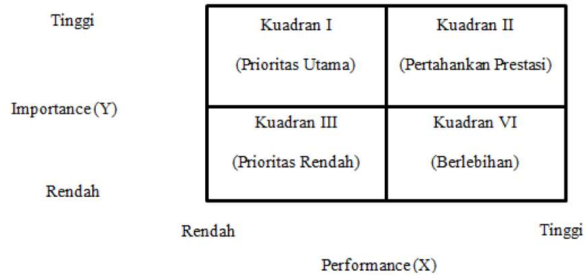 Tinggi
Kuadran I
Kuadran II
(Prioritas Utama)
(Pertahankan Prestasi)
Importance (Y)
Kuadran III
Kuadran VI
(Prioritas Rendah)
(Berlebihan)
Rendah
Rendah
Tinggi
Performance (X)